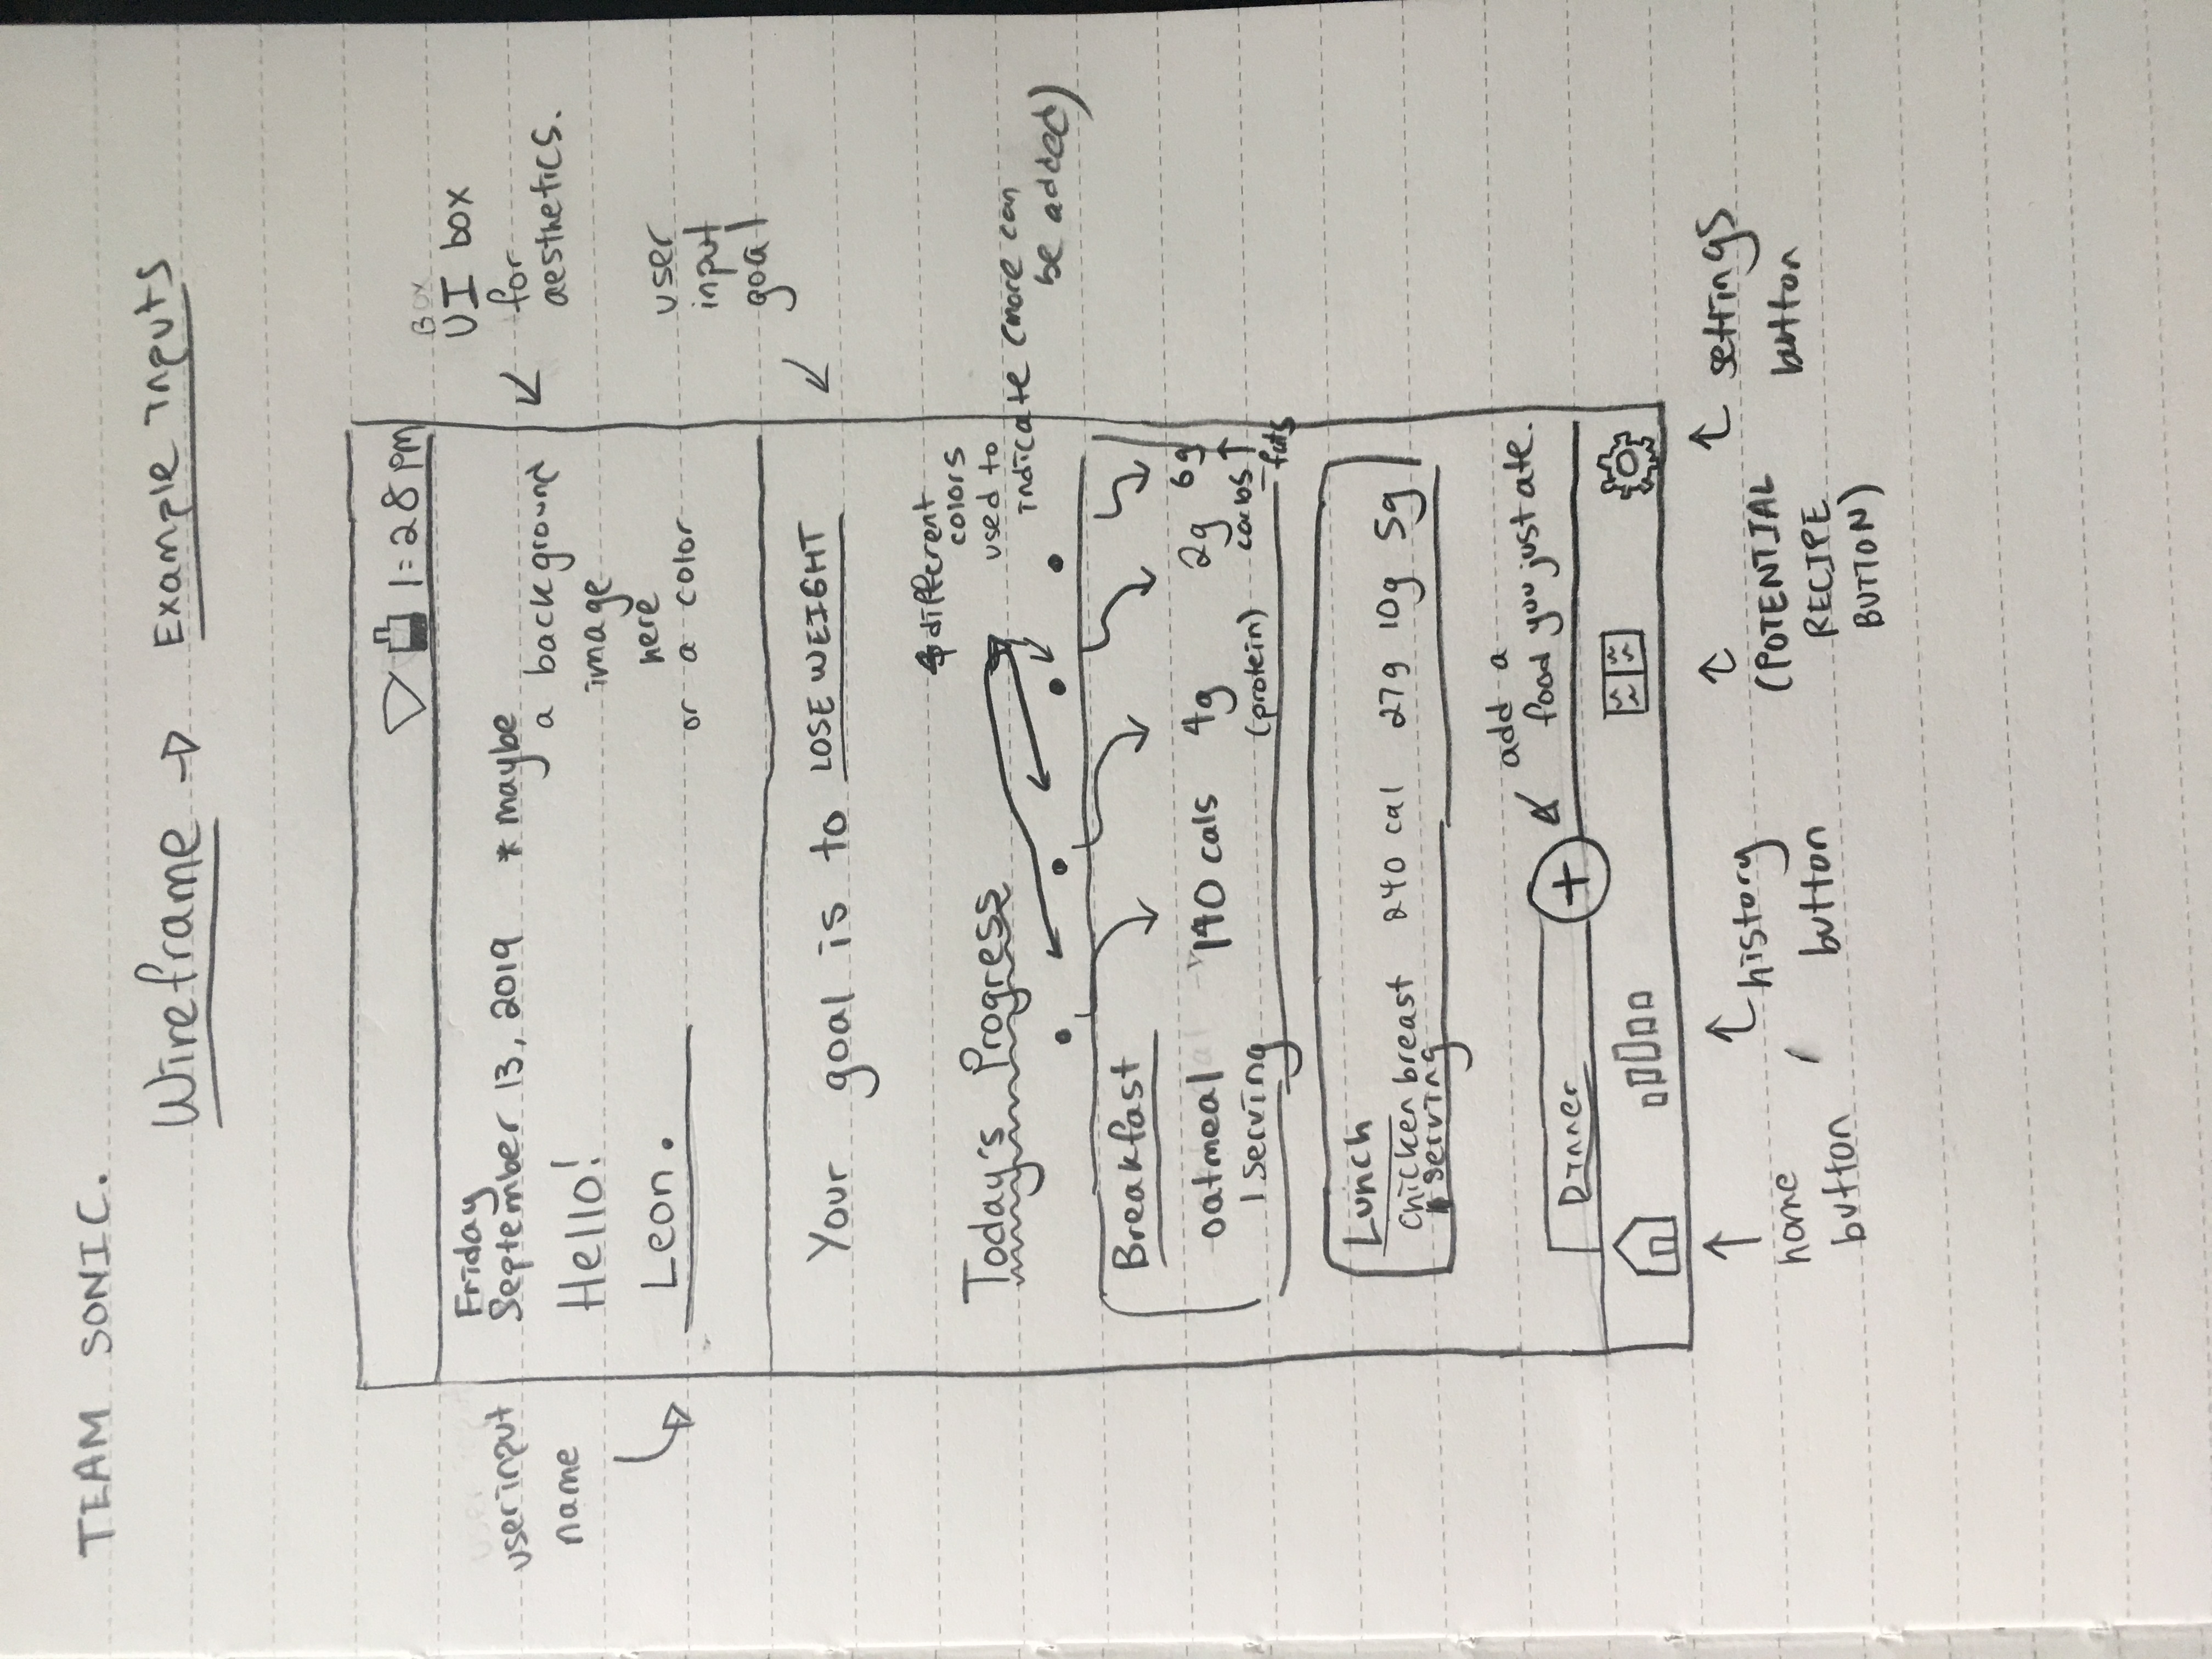 TEAM SONIC.
Wireframe → Example Inputs
1:28 PM
Box
UI box
for
aesthetics.
Friday
September 13, 2019
* maybe
a background
image
here
or a color
user input
name
Hello!
Leon.
user
input
goal
Your goal is to LOSE WEIGHT
4 different
colors
used to
indicate (more can
be added)
Today's Progress
Breakfast
oatmeal 140 cals 4g 2g 6g
1 serving (protein) carbs fats
Lunch
chicken breast 240 cal 27g 10g 5g
1 serving
add a
food you just ate.
Dinner +
home
button
history
button
(POTENTIAL
RECIPE
BUTTON)
settings
button